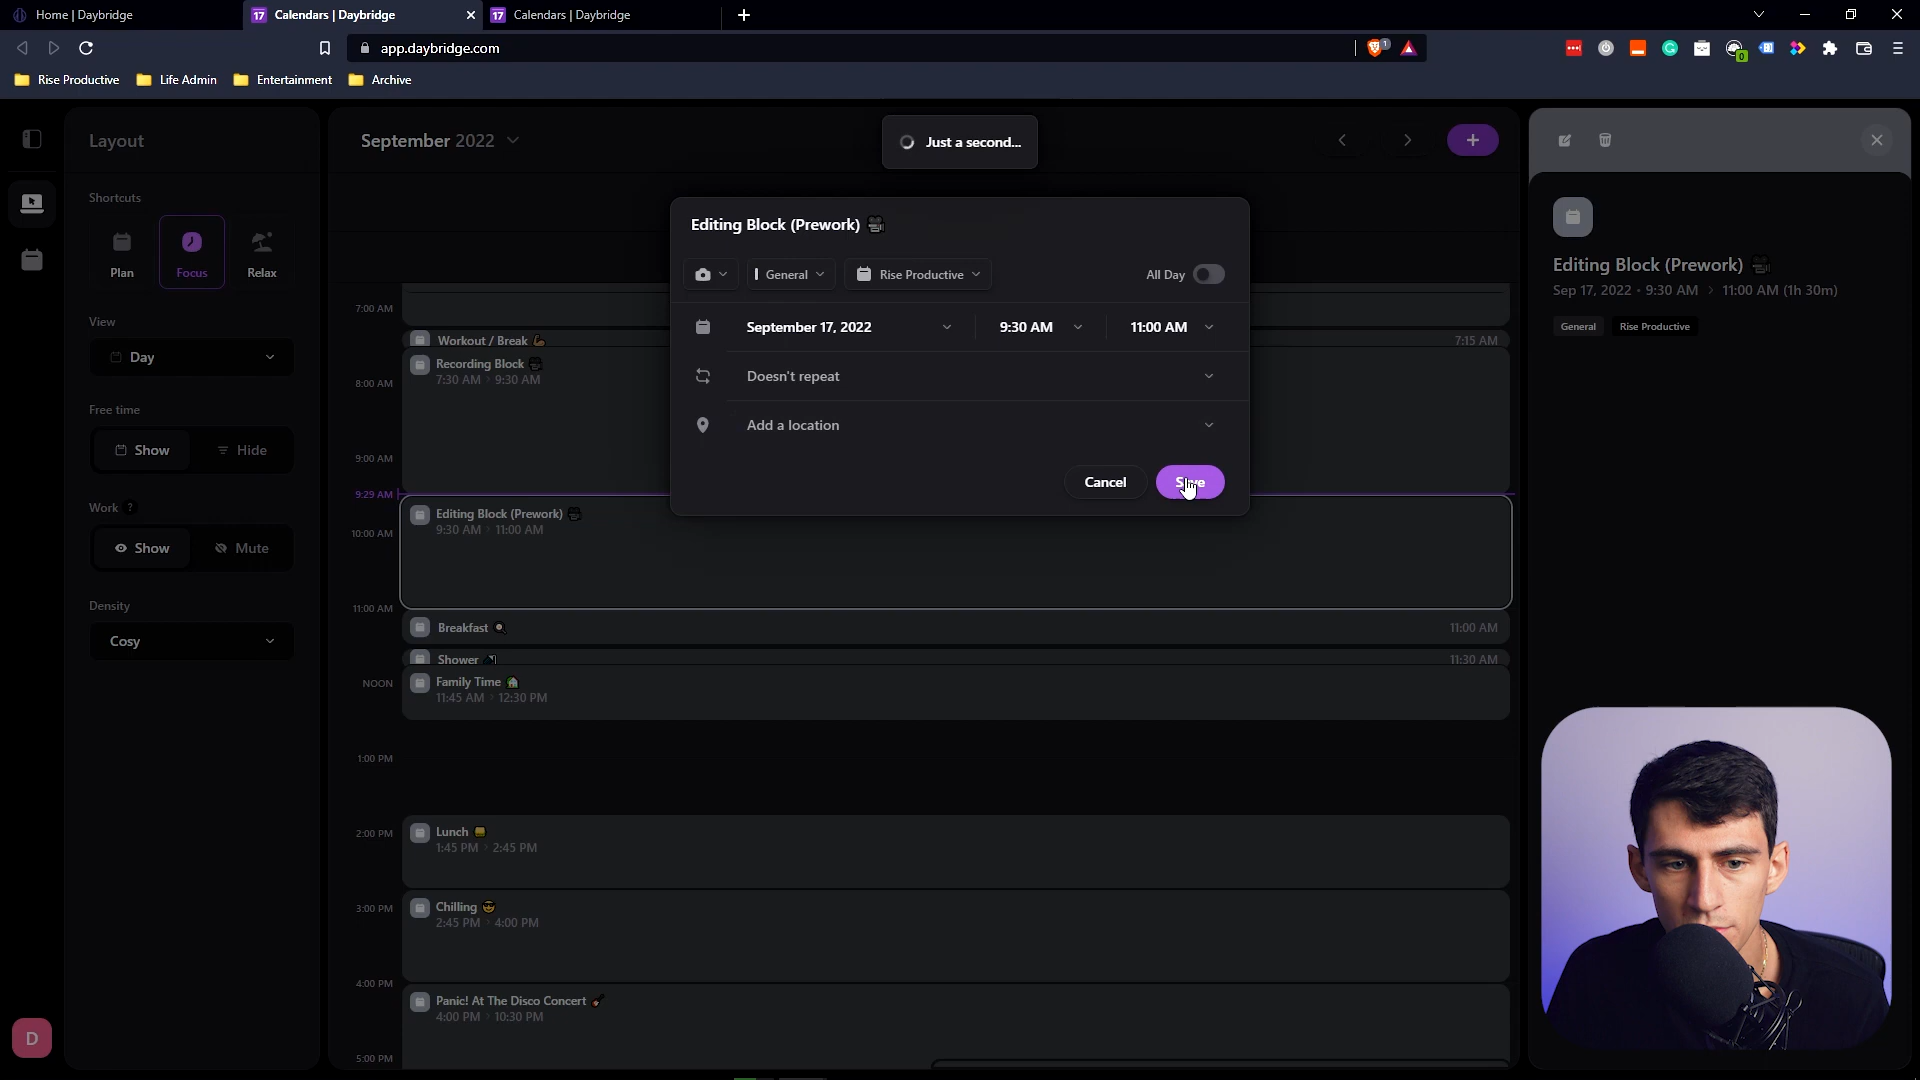 Home | Daybridge
17 Calendars | Daybridge
17 Calendars | Daybridge
app.daybridge.com
1
0
Rise Productive
Life Admin
Entertainment
Archive
Layout
Shortcuts
Plan
Focus
Relax
View
Day
Free time
Show
Hide
Work ?
Show
Mute
Density
Cosy
D
September 2022
Just a second...
7:00 AM
8:00 AM
9:00 AM
9:29 AM
10:00 AM
11:00 AM
NOON
1:00 PM
2:00 PM
3:00 PM
4:00 PM
5:00 PM
Workout / Break
7:15 AM
Recording Block
7:30 AM > 9:30 AM
Editing Block (Prework)
9:30 AM > 11:00 AM
Breakfast
11:00 AM
Shower
11:30 AM
Family Time
11:45 AM > 12:30 PM
Lunch
1:45 PM > 2:45 PM
Chilling
2:45 PM > 4:00 PM
Panic! At The Disco Concert
4:00 PM > 10:30 PM
Editing Block (Prework)
General
Rise Productive
All Day
September 17, 2022
9:30 AM
11:00 AM
Doesn't repeat
Add a location
Cancel
Save
Editing Block (Prework)
Sep 17, 2022 • 9:30 AM > 11:00 AM (1h 30m)
General
Rise Productive